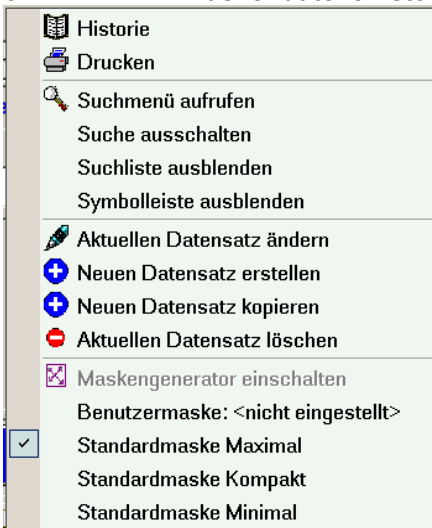 Historie
Drucken
Suchmenü aufrufen
Suche ausschalten
Suchliste ausblenden
Symbolleiste ausblenden
Aktuellen Datensatz ändern
Neuen Datensatz erstellen
Neuen Datensatz kopieren
Aktuellen Datensatz löschen
Maskengenerator einschalten
Benutzermaske: <nicht eingestellt>
Standardmaske Maximal
Standardmaske Kompakt
Standardmaske Minimal